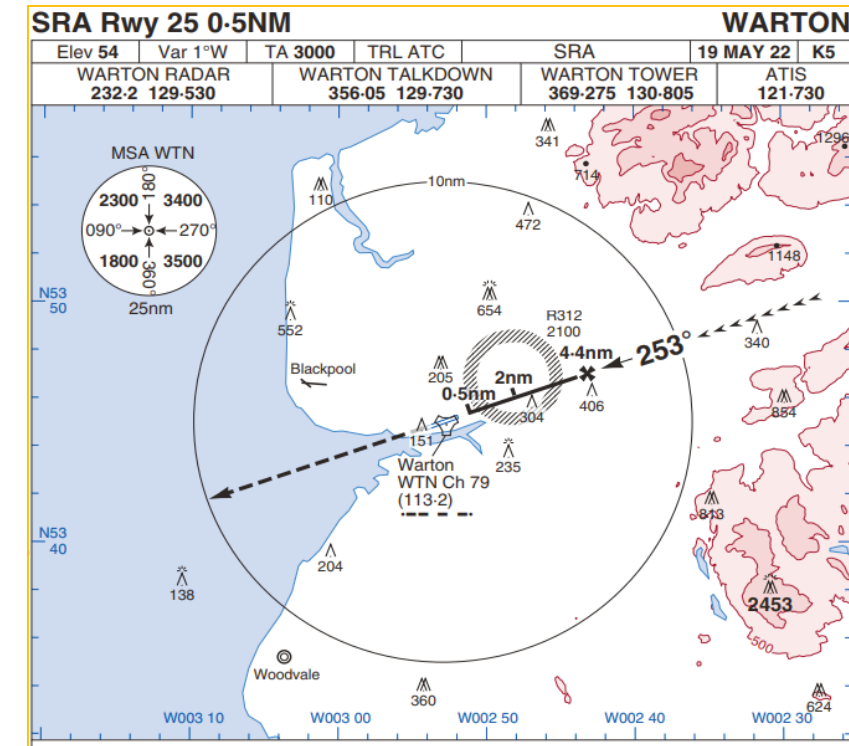 SRA Rwy 25 0·5NM WARTON
Elev 54 Var 1°W TA 3000 TRL ATC SRA 19 MAY 22 K5
WARTON RADAR WARTON TALKDOWN WARTON TOWER ATIS
232·2 129·530 356·05 129·730 369·275 130·805 121·730
MSA WTN
2300 180° 3400
090° 270°
1800 360° 3500
25nm
10nm
341
714
1296
110
472
1148
N53
50
552
654
R312
2100
253°
340
4·4nm
Blackpool
205
2nm
0·5nm
304
406
854
151
235
Warton
WTN Ch 79
(113·2)
813
N53
40
204
138
2453
500
Woodvale
360
624
W003 10 W003 00 W002 50 W002 40 W002 30